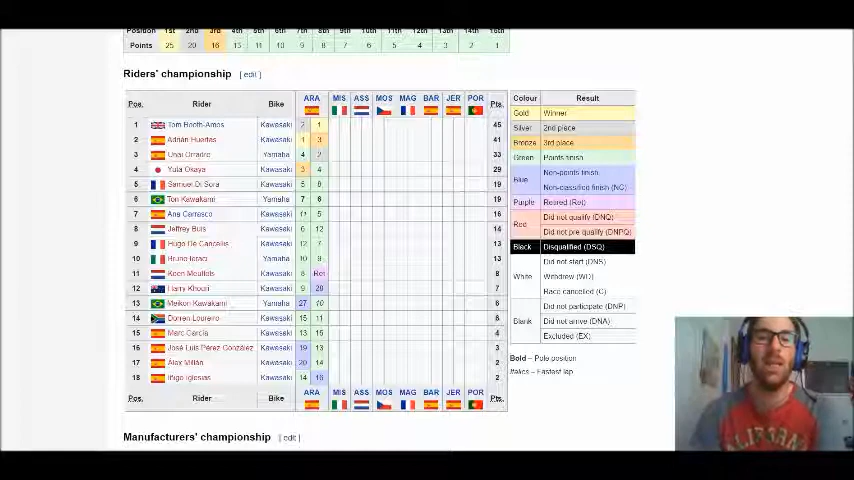 Position 1st 2nd 3rd 4th 5th 6th 7th 8th 9th 10th 11th 12th 13th 14th 15th
Points 25 20 16 13 11 10 9 8 7 6 5 4 3 2 1
Riders' championship [ edit ]
Pos. Rider Bike ARA MIS ASS MOS MAG BAR JER POR Pts.
1 Tom Booth-Amos Kawasaki 2 1 45
2 Adrián Huertas Kawasaki 1 3 41
3 Unai Orradre Yamaha 4 2 33
4 Yuta Okaya Kawasaki 3 4 29
5 Samuel Di Sora Kawasaki 5 8 19
6 Ton Kawakami Yamaha 7 6 19
7 Ana Carrasco Kawasaki 11 5 16
8 Jeffrey Buis Kawasaki 6 12 14
9 Hugo De Cancellis Kawasaki 12 7 13
10 Bruno Ieraci Yamaha 10 9 13
11 Koen Meuffels Kawasaki 8 Ret 8
12 Harry Khouri Kawasaki 9 28 7
13 Meikon Kawakami Yamaha 27 10 6
14 Dorren Loureiro Kawasaki 15 11 6
15 Marc García Kawasaki 13 15 4
16 José Luis Pérez González Kawasaki 19 13 3
17 Álex Millán Kawasaki 20 14 2
18 Iñigo Iglesias Kawasaki 14 16 2
Pos. Rider Bike ARA MIS ASS MOS MAG BAR JER POR Pts.
Colour Result
Gold Winner
Silver 2nd place
Bronze 3rd place
Green Points finish
Blue Non-points finish
Non-classified finish (NC)
Purple Retired (Ret)
Red Did not qualify (DNQ)
Did not pre qualify (DNPQ)
Black Disqualified (DSQ)
White Did not start (DNS)
Withdrew (WD)
Race cancelled (C)
Blank Did not participate (DNP)
Did not arrive (DNA)
Excluded (EX)
Bold – Pole position
Italics – Fastest lap
CALIFORNIA
Manufacturers' championship [ edit ]